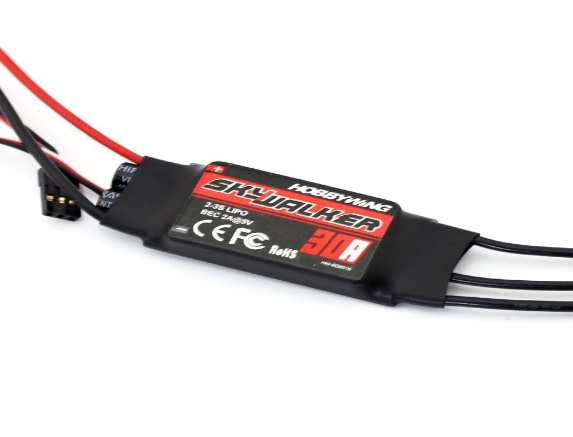 HOBBYWING
SKYWALKER
2-3S LIPO
BEC 2A@5V
30A
CE FC RoHS